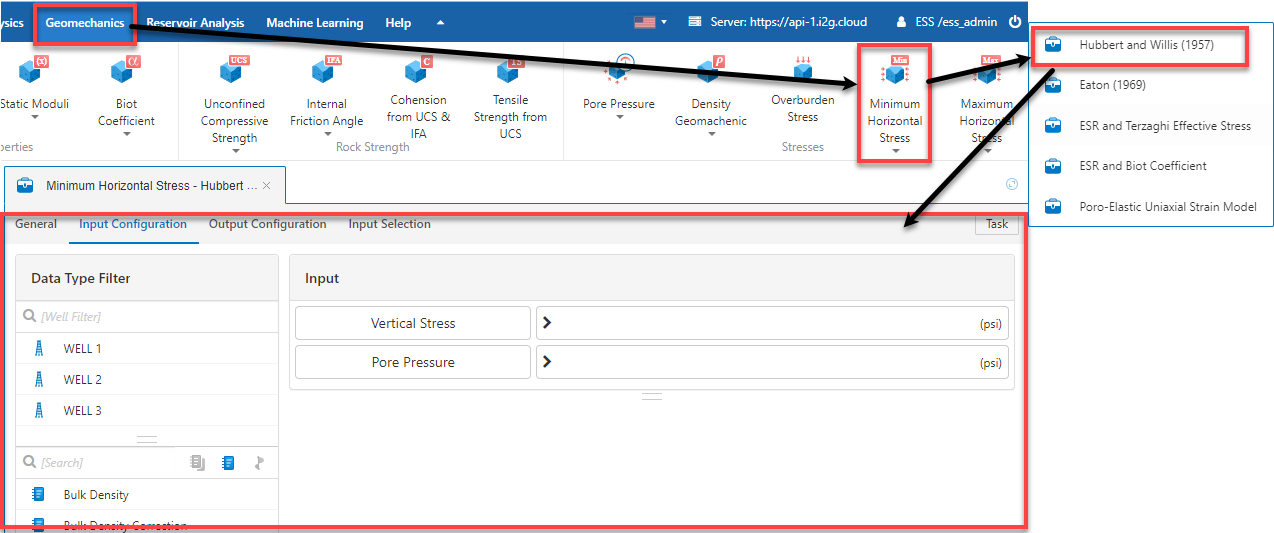 ysics Geomechanics Reservoir Analysis Machine Learning Help Server: https://api-1.i2g.cloud ESS /ess_admin
{x} α UCS IFA C TS ρ Min Max
Static Moduli
Biot
Coefficient
Unconfined
Compressive
Strength
Internal
Friction Angle
Cohension
from UCS &
IFA
Tensile
Strength from
UCS
Pore Pressure
Density
Geomachenic
Overburden
Stress
Minimum
Horizontal
Stress
Maximum
Horizontal
Stress
perties Rock Strength Stresses
Hubbert and Willis (1957)
Eaton (1969)
ESR and Terzaghi Effective Stress
ESR and Biot Coefficient
Poro-Elastic Uniaxial Strain Model
Minimum Horizontal Stress - Hubbert ... ×
General Input Configuration Output Configuration Input Selection Task
Data Type Filter
[Well Filter]
WELL 1
WELL 2
WELL 3
[Search]
Bulk Density
Bulk Density Correction
Input
Vertical Stress (psi)
Pore Pressure (psi)